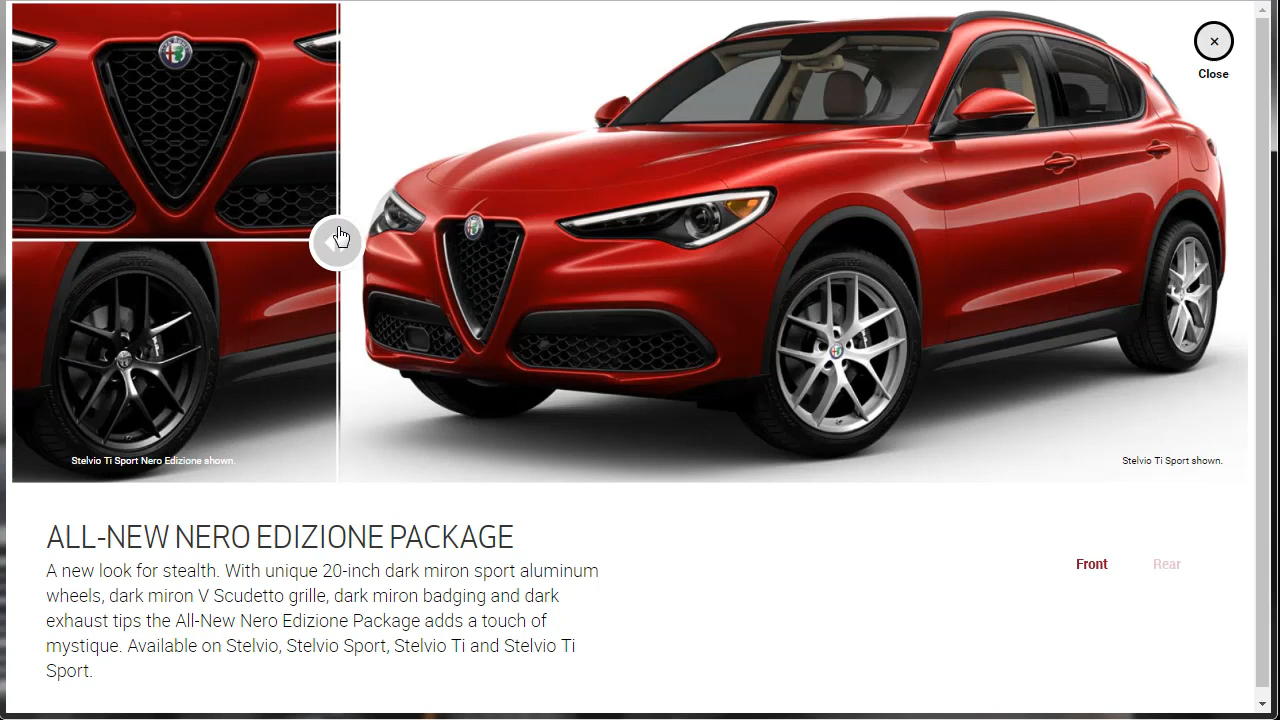 Close
Stelvio Ti Sport Nero Edizione shown.
Stelvio Ti Sport shown.
ALL-NEW NERO EDIZIONE PACKAGE
A new look for stealth. With unique 20-inch dark miron sport aluminum
wheels, dark miron V Scudetto grille, dark miron badging and dark
exhaust tips the All-New Nero Edizione Package adds a touch of
mystique. Available on Stelvio, Stelvio Sport, Stelvio Ti and Stelvio Ti
Sport.
Front
Rear